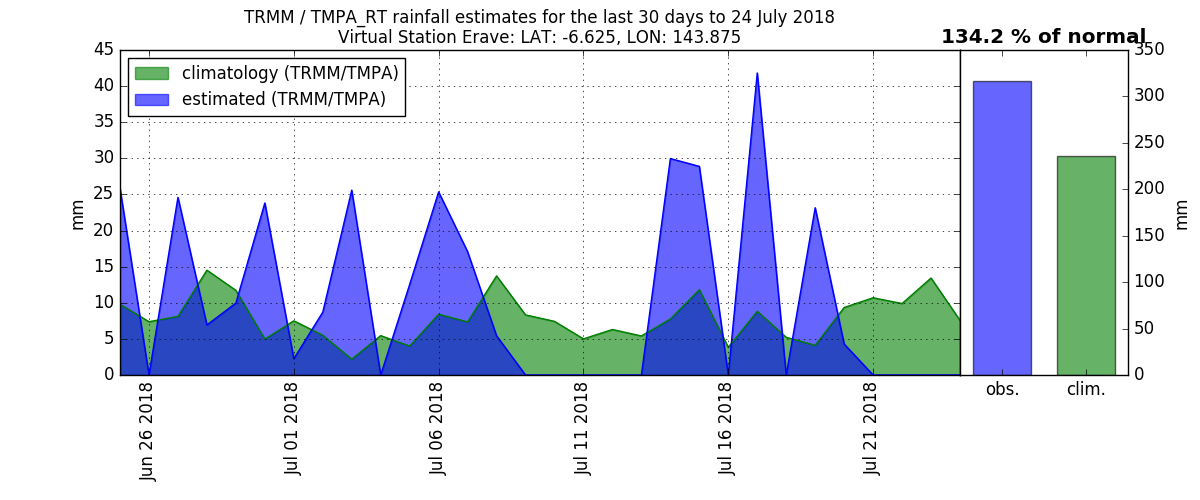 TRMM / TMPA_RT rainfall estimates for the last 30 days to 24 July 2018
Virtual Station Erave: LAT: -6.625, LON: 143.875
134.2 % of normal
climatology (TRMM/TMPA)
estimated (TRMM/TMPA)
45
40
35
30
25
20
15
10
5
0
mm
Jun 26 2018
Jul 01 2018
Jul 06 2018
Jul 11 2018
Jul 16 2018
Jul 21 2018
350
300
250
200
150
100
50
0
mm
obs.
clim.